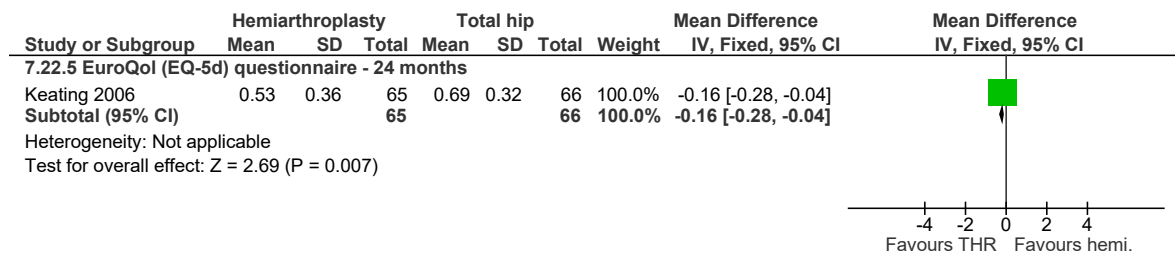 Hemiarthroplasty Total hip Mean Difference Mean Difference
Study or Subgroup Mean SD Total Mean SD Total Weight IV, Fixed, 95% CI IV, Fixed, 95% CI
7.22.5 EuroQol (EQ-5d) questionnaire - 24 months
Keating 2006 0.53 0.36 65 0.69 0.32 66 100.0% -0.16 [-0.28, -0.04]
Subtotal (95% CI) 65 66 100.0% -0.16 [-0.28, -0.04]
Heterogeneity: Not applicable
Test for overall effect: Z = 2.69 (P = 0.007)
-4 -2 0 2 4
Favours THR Favours hemi.